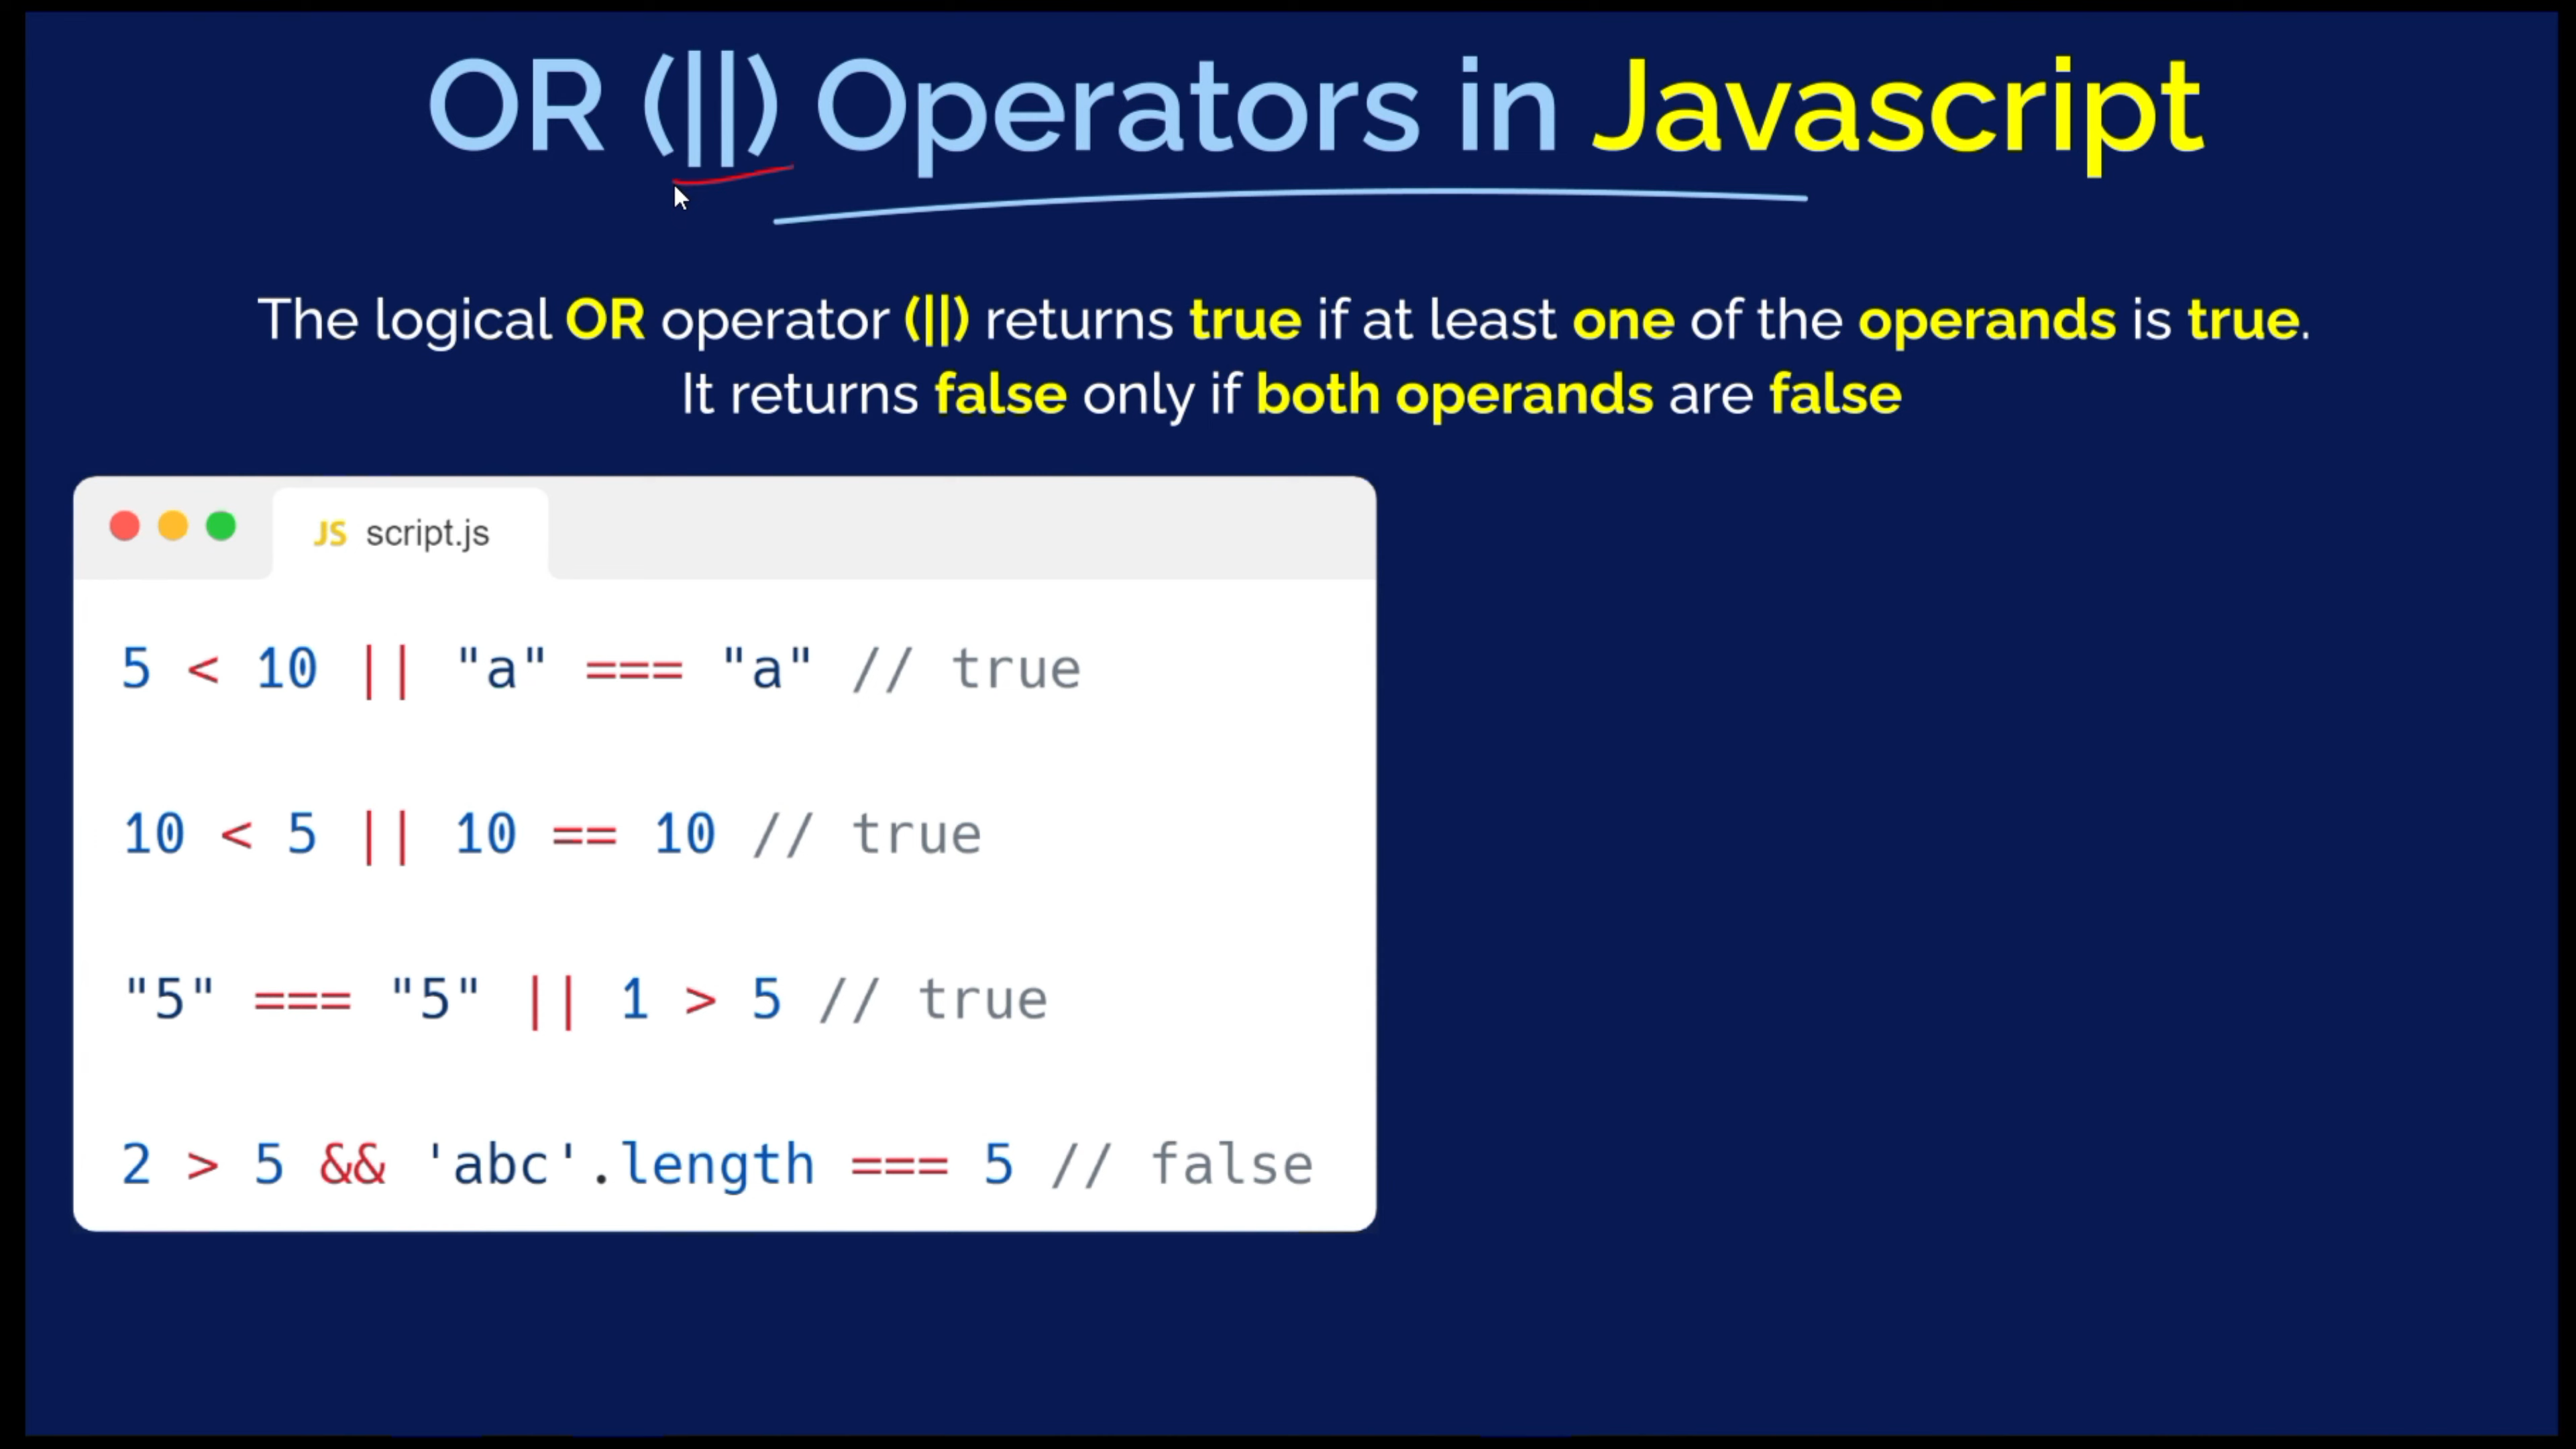 OR (||) Operators in Javascript
The logical OR operator (||) returns true if at least one of the operands is true.
It returns false only if both operands are false
JS script.js
5 < 10 || "a" === "a" // true
10 < 5 || 10 == 10 // true
"5" === "5" || 1 > 5 // true
2 > 5 && 'abc'.length === 5 // false